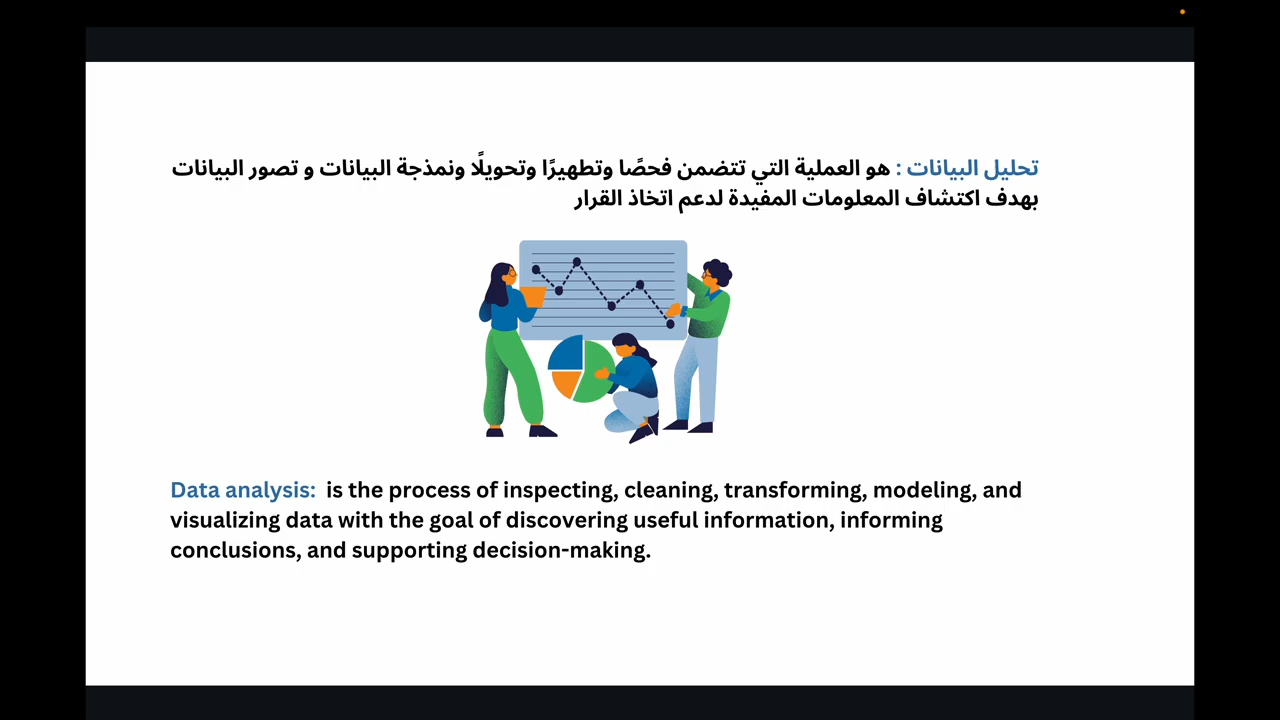 تحليل البيانات : هو العملية التي تتضمن فحصًا وتطهيرًا وتحويلًا ونمذجة البيانات و تصور البيانات
بهدف اكتشاف المعلومات المفيدة لدعم اتخاذ القرار
Data analysis: is the process of inspecting, cleaning, transforming, modeling, and
visualizing data with the goal of discovering useful information, informing
conclusions, and supporting decision-making.